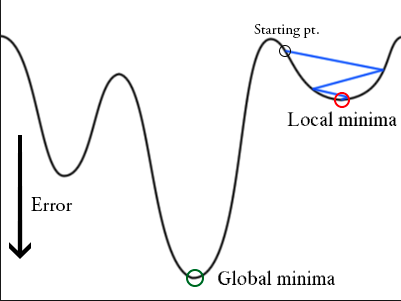 Starting pt.
Local minima
Error
Global minima